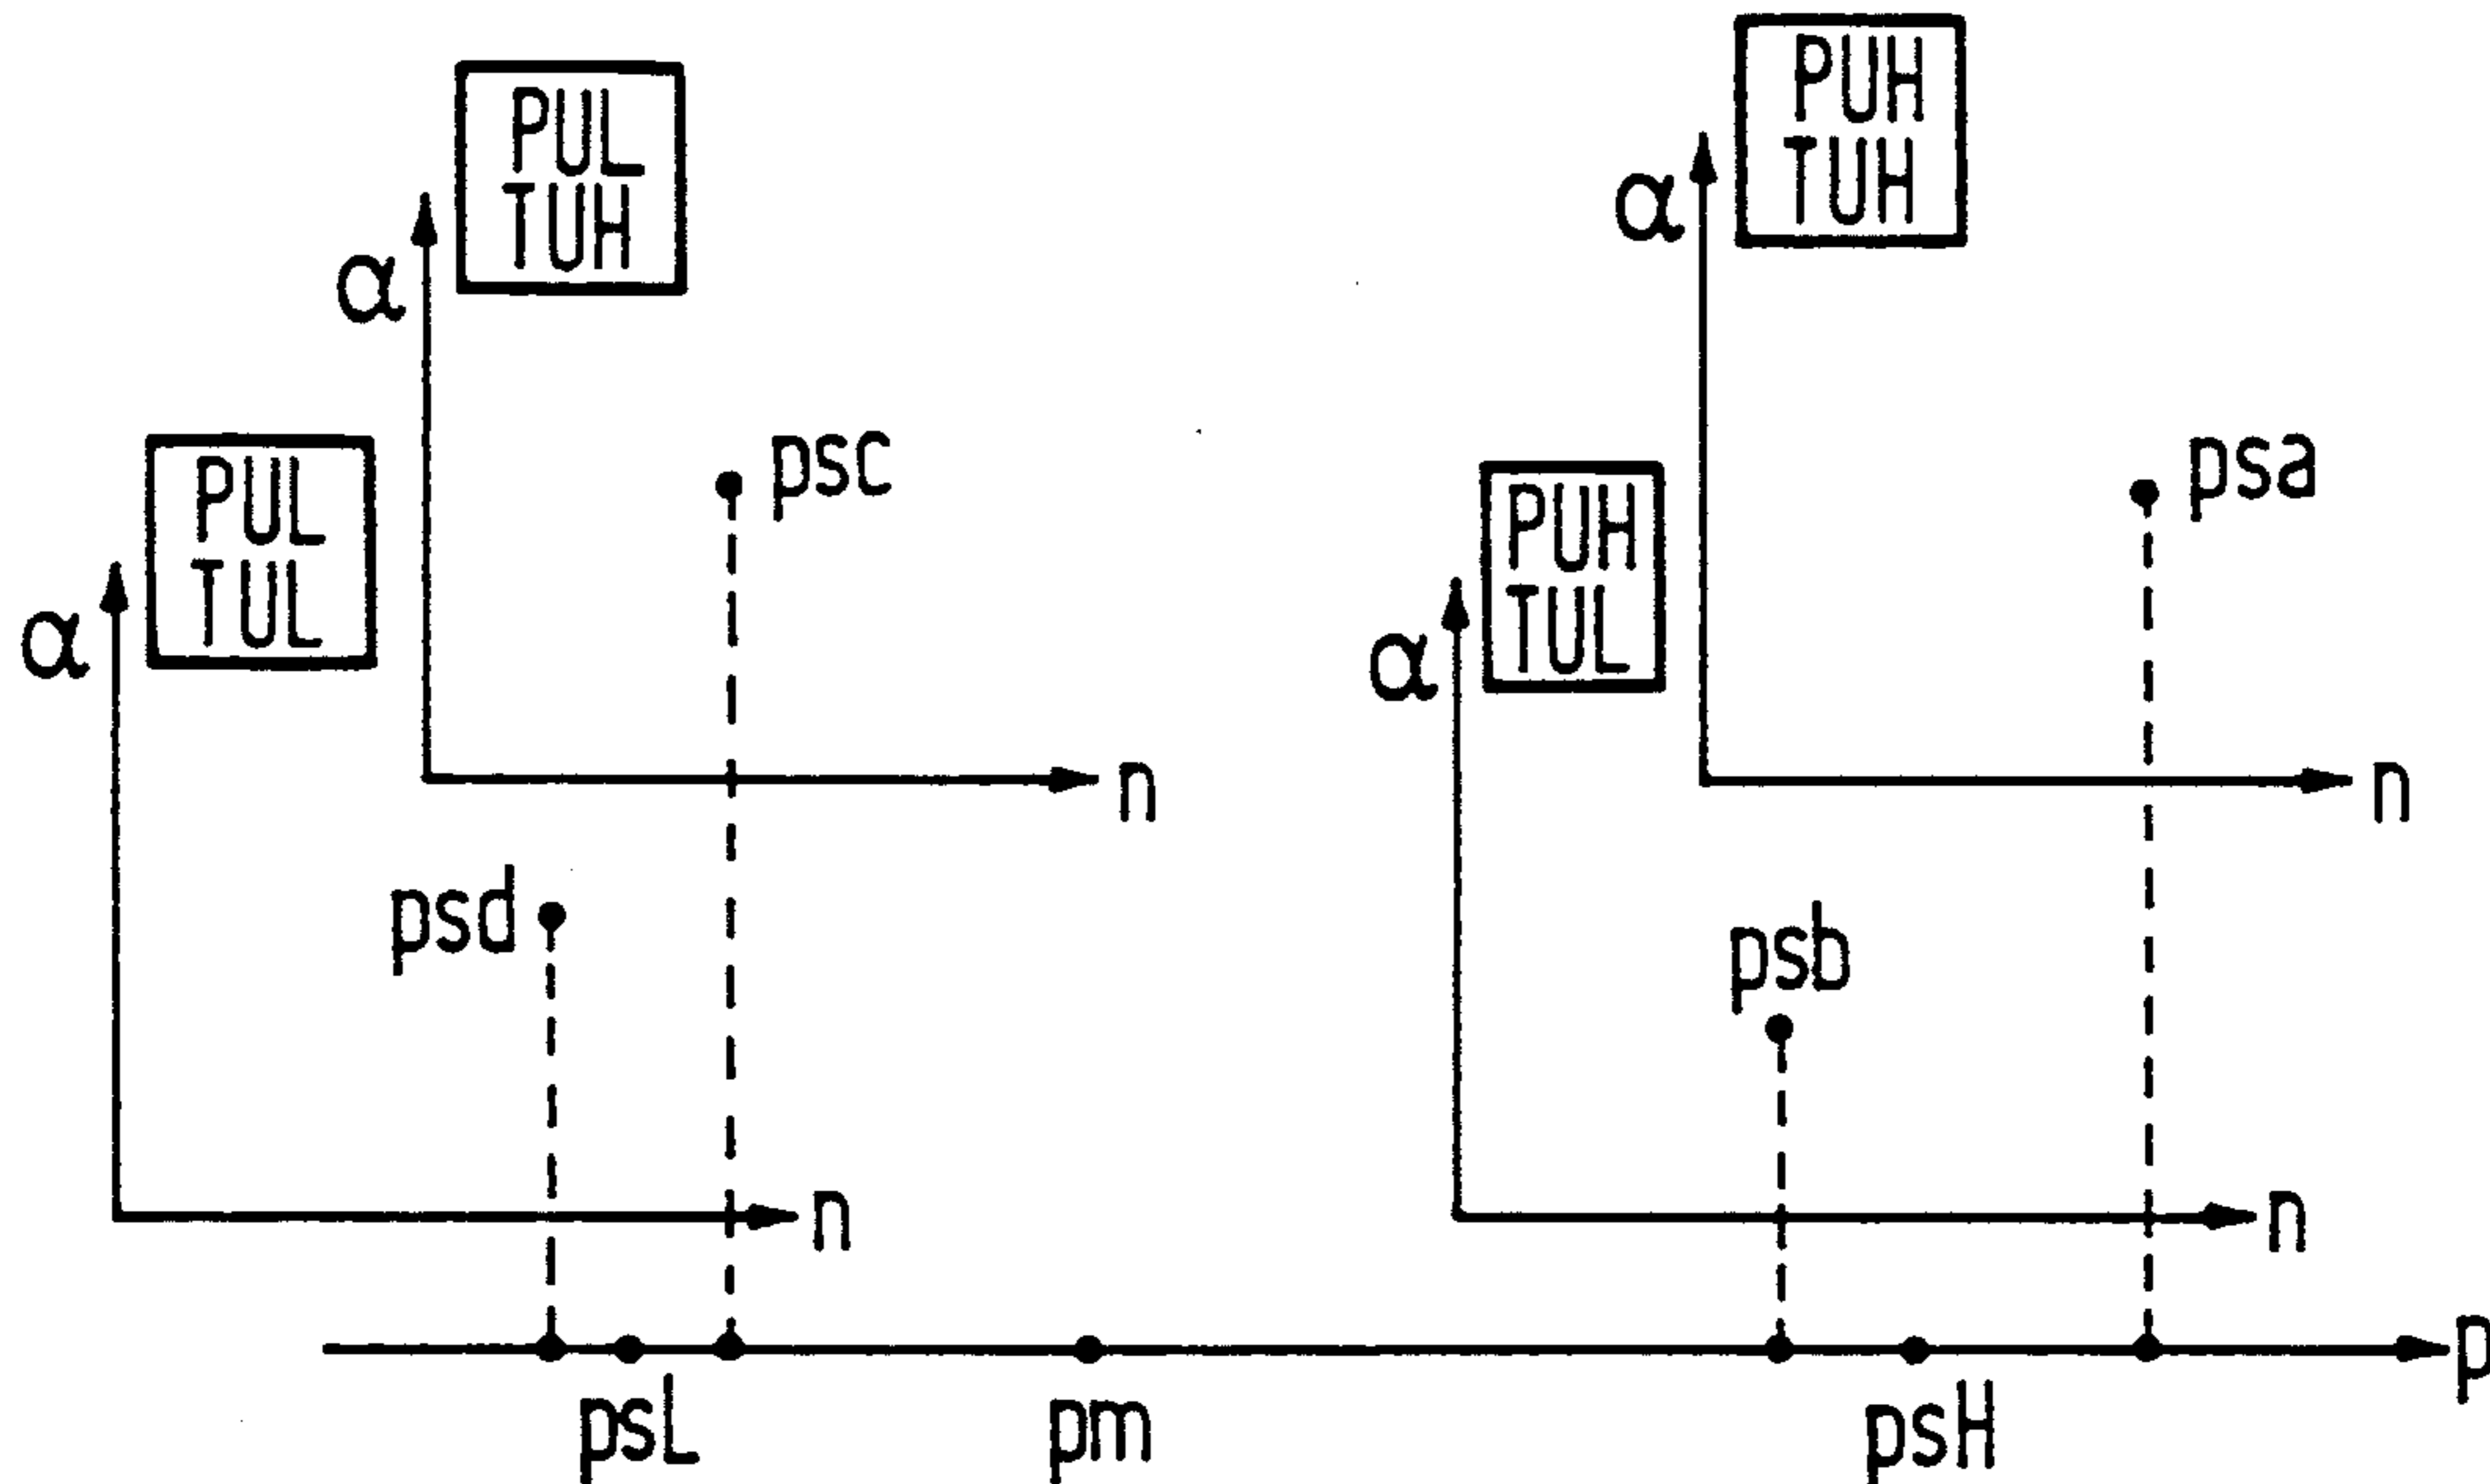 PUL
TUH
α
PUH
TUH
α
psc
psa
PUL
TUL
α
PUH
TUL
α
n
n
psd
psb
n
n
p
psL
pm
psH